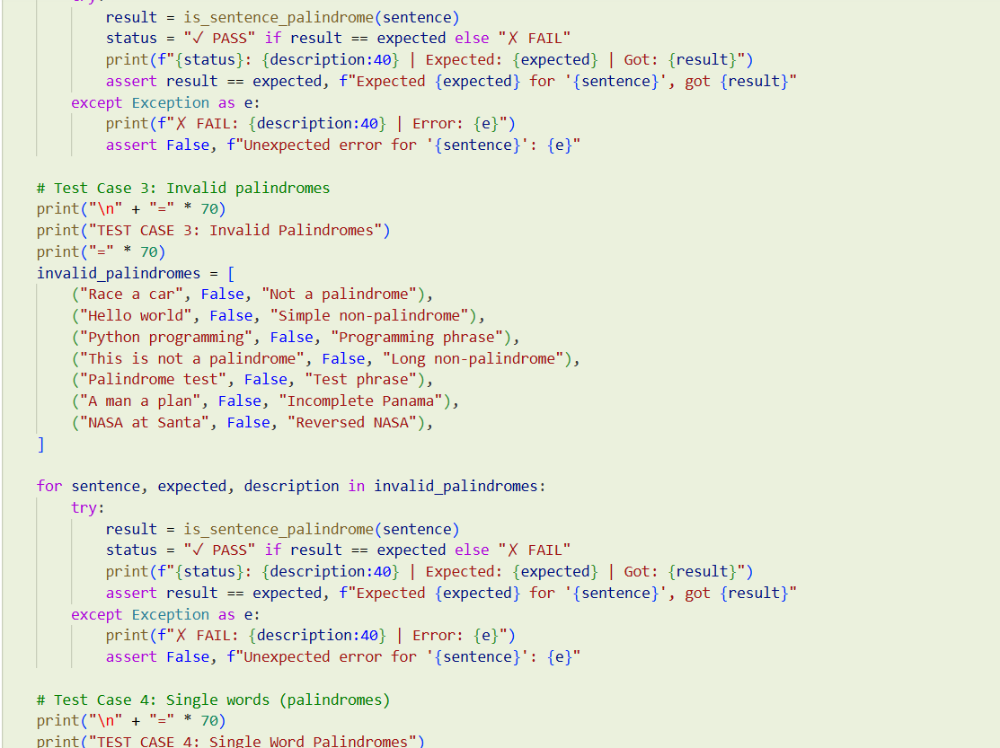 try:
result = is_sentence_palindrome(sentence)
status = "✓ PASS" if result == expected else "✗ FAIL"
print(f"{status}: {description:40} | Expected: {expected} | Got: {result}")
assert result == expected, f"Expected {expected} for '{sentence}', got {result}"
except Exception as e:
print(f"✗ FAIL: {description:40} | Error: {e}")
assert False, f"Unexpected error for '{sentence}': {e}"
# Test Case 3: Invalid palindromes
print("\n" + "=" * 70)
print("TEST CASE 3: Invalid Palindromes")
print("=" * 70)
invalid_palindromes = [
("Race a car", False, "Not a palindrome"),
("Hello world", False, "Simple non-palindrome"),
("Python programming", False, "Programming phrase"),
("This is not a palindrome", False, "Long non-palindrome"),
("Palindrome test", False, "Test phrase"),
("A man a plan", False, "Incomplete Panama"),
("NASA at Santa", False, "Reversed NASA"),
]
for sentence, expected, description in invalid_palindromes:
try:
result = is_sentence_palindrome(sentence)
status = "✓ PASS" if result == expected else "✗ FAIL"
print(f"{status}: {description:40} | Expected: {expected} | Got: {result}")
assert result == expected, f"Expected {expected} for '{sentence}', got {result}"
except Exception as e:
print(f"✗ FAIL: {description:40} | Error: {e}")
assert False, f"Unexpected error for '{sentence}': {e}"
# Test Case 4: Single words (palindromes)
print("\n" + "=" * 70)
print("TEST CASE 4: Single Word Palindromes")